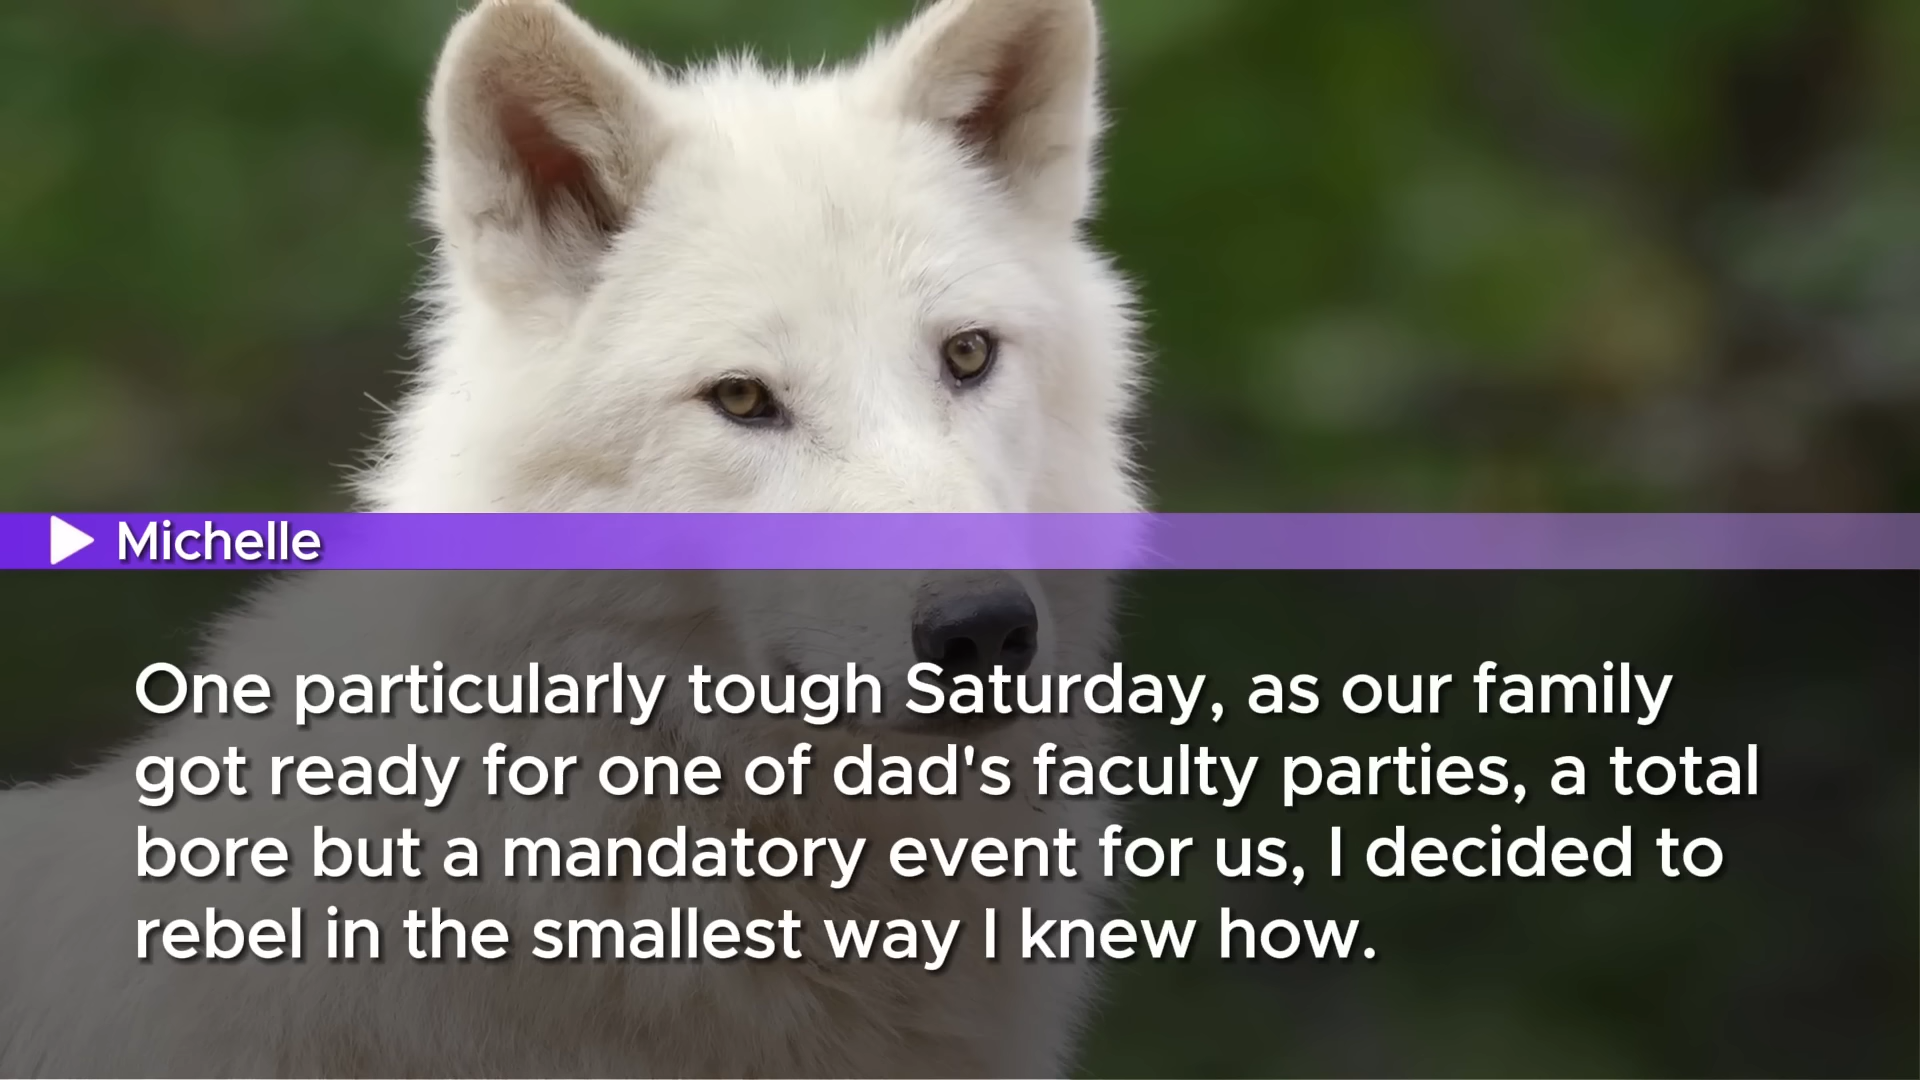 Michelle
One particularly tough Saturday, as our family
got ready for one of dad's faculty parties, a total
bore but a mandatory event for us, I decided to
rebel in the smallest way I knew how.